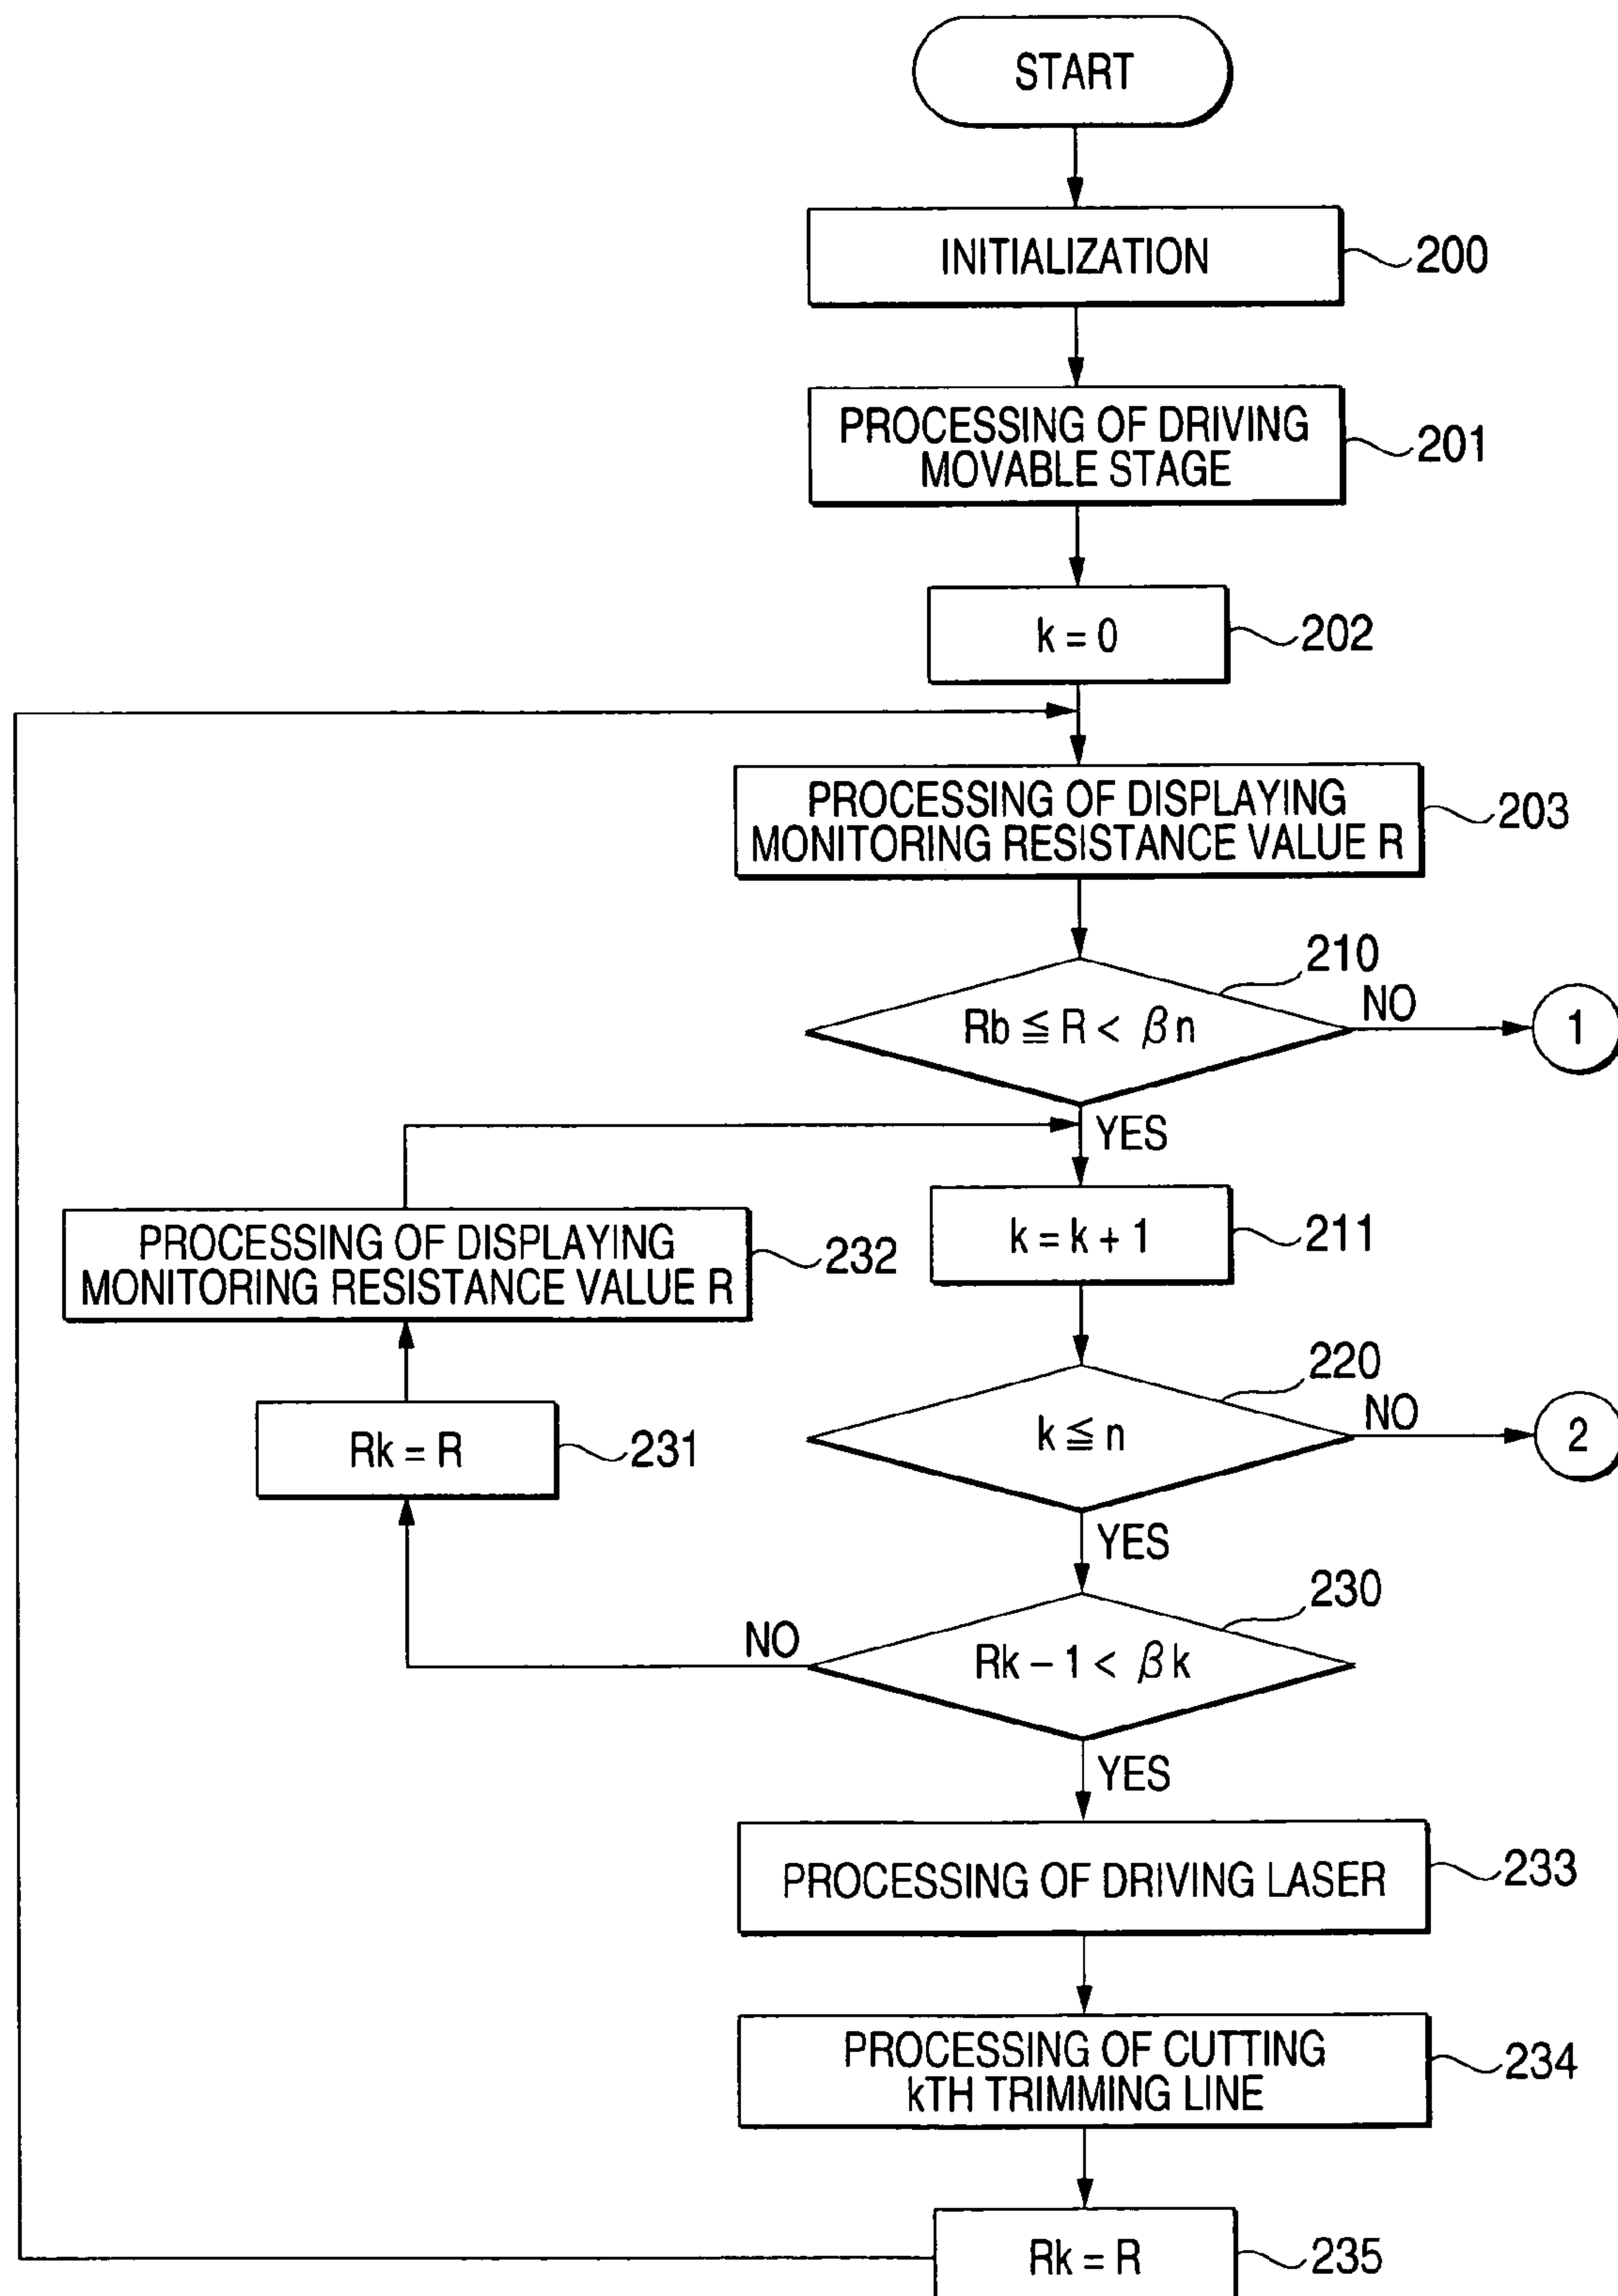 START
INITIALIZATION
200
PROCESSING OF DRIVING
MOVABLE STAGE
201
k = 0
202
PROCESSING OF DISPLAYING
MONITORING RESISTANCE VALUE R
203
210
Rb ≦ R < βn
NO
1
YES
k = k + 1
211
PROCESSING OF DISPLAYING
MONITORING RESISTANCE VALUE R
232
220
k ≦ n
NO
2
Rk = R
231
YES
230
Rk – 1 < βk
NO
YES
PROCESSING OF DRIVING LASER
233
PROCESSING OF CUTTING
kTH TRIMMING LINE
234
Rk = R
235